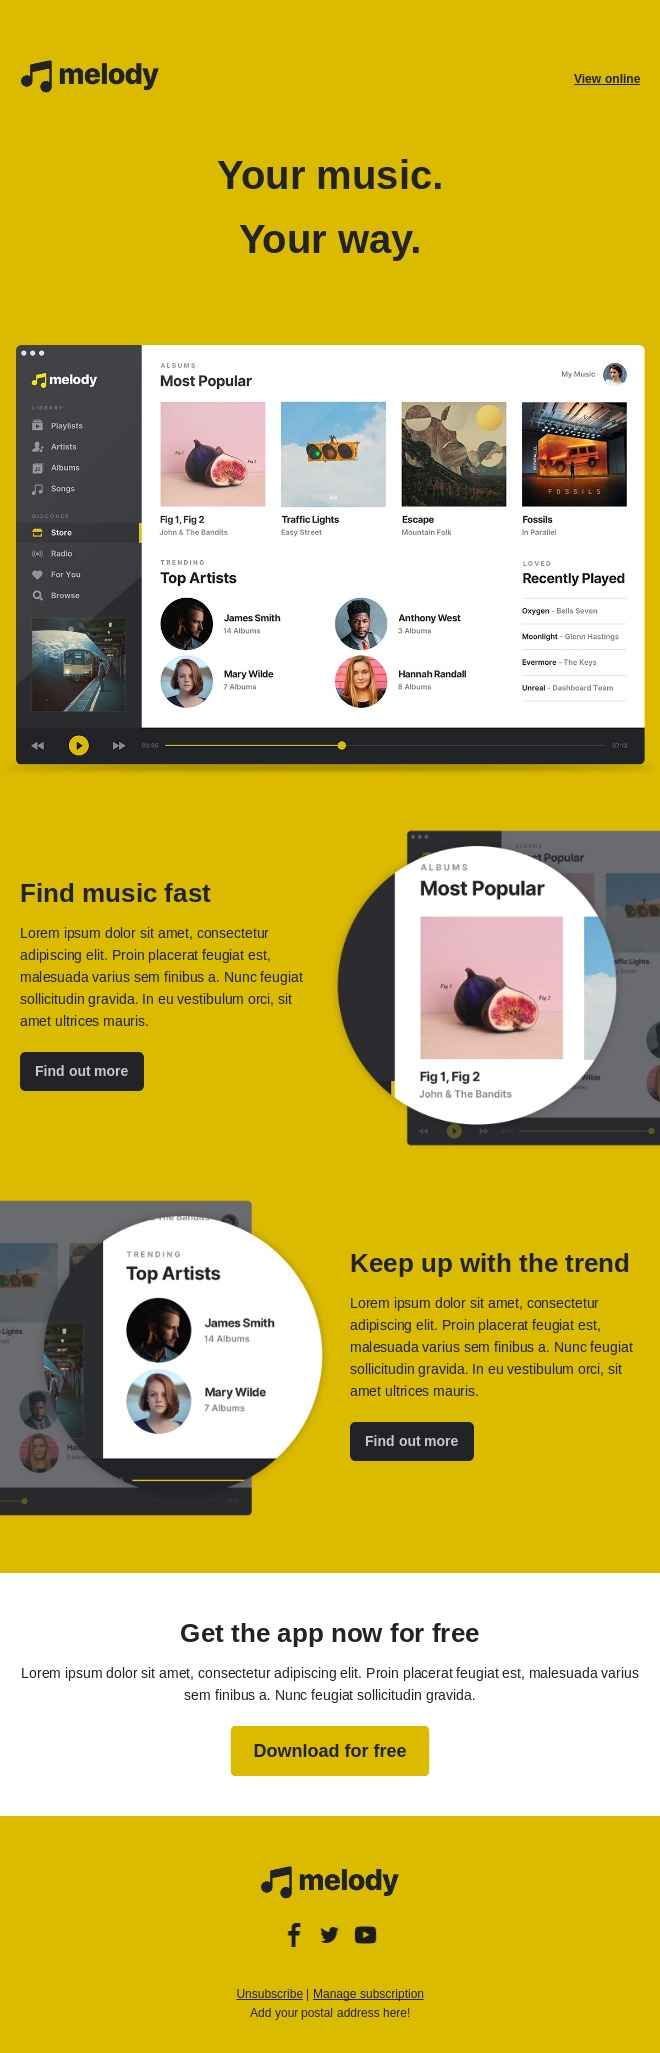 melody
View online
Your music.
Your way.
melody
LIBRARY
Playlists
Artists
Albums
Songs
DISCOVER
Store
Radio
For You
Browse
ALBUMS
Most Popular
My Music
Fig 1
Fig 2
FOSSILS
Fig 1, Fig 2
John & The Bandits
Traffic Lights
Easy Street
Escape
Mountain Folk
Fossils
In Parallel
TRENDING
Top Artists
James Smith
14 Albums
Anthony West
3 Albums
Mary Wilde
7 Albums
Hannah Randall
8 Albums
LOVED
Recently Played
Oxygen - Bells Seven
Moonlight - Glenn Hastings
Evermore - The Keys
Unreal - Dashboard Team
02:35
07:12
Find music fast
Lorem ipsum dolor sit amet, consectetur
adipiscing elit. Proin placerat feugiat est,
malesuada varius sem finibus a. Nunc feugiat
sollicitudin gravida. In eu vestibulum orci, sit
amet ultrices mauris.
Find out more
ALBUMS
Most Popular
Fig 1
Fig 2
Fig 1, Fig 2
John & The Bandits
The Bandits
TRENDING
Top Artists
James Smith
14 Albums
Mary Wilde
7 Albums
Lights
Keep up with the trend
Lorem ipsum dolor sit amet, consectetur
adipiscing elit. Proin placerat feugiat est,
malesuada varius sem finibus a. Nunc feugiat
sollicitudin gravida. In eu vestibulum orci, sit
amet ultrices mauris.
Find out more
Get the app now for free
Lorem ipsum dolor sit amet, consectetur adipiscing elit. Proin placerat feugiat est, malesuada varius
sem finibus a. Nunc feugiat sollicitudin gravida.
Download for free
melody
Unsubscribe | Manage subscription
Add your postal address here!